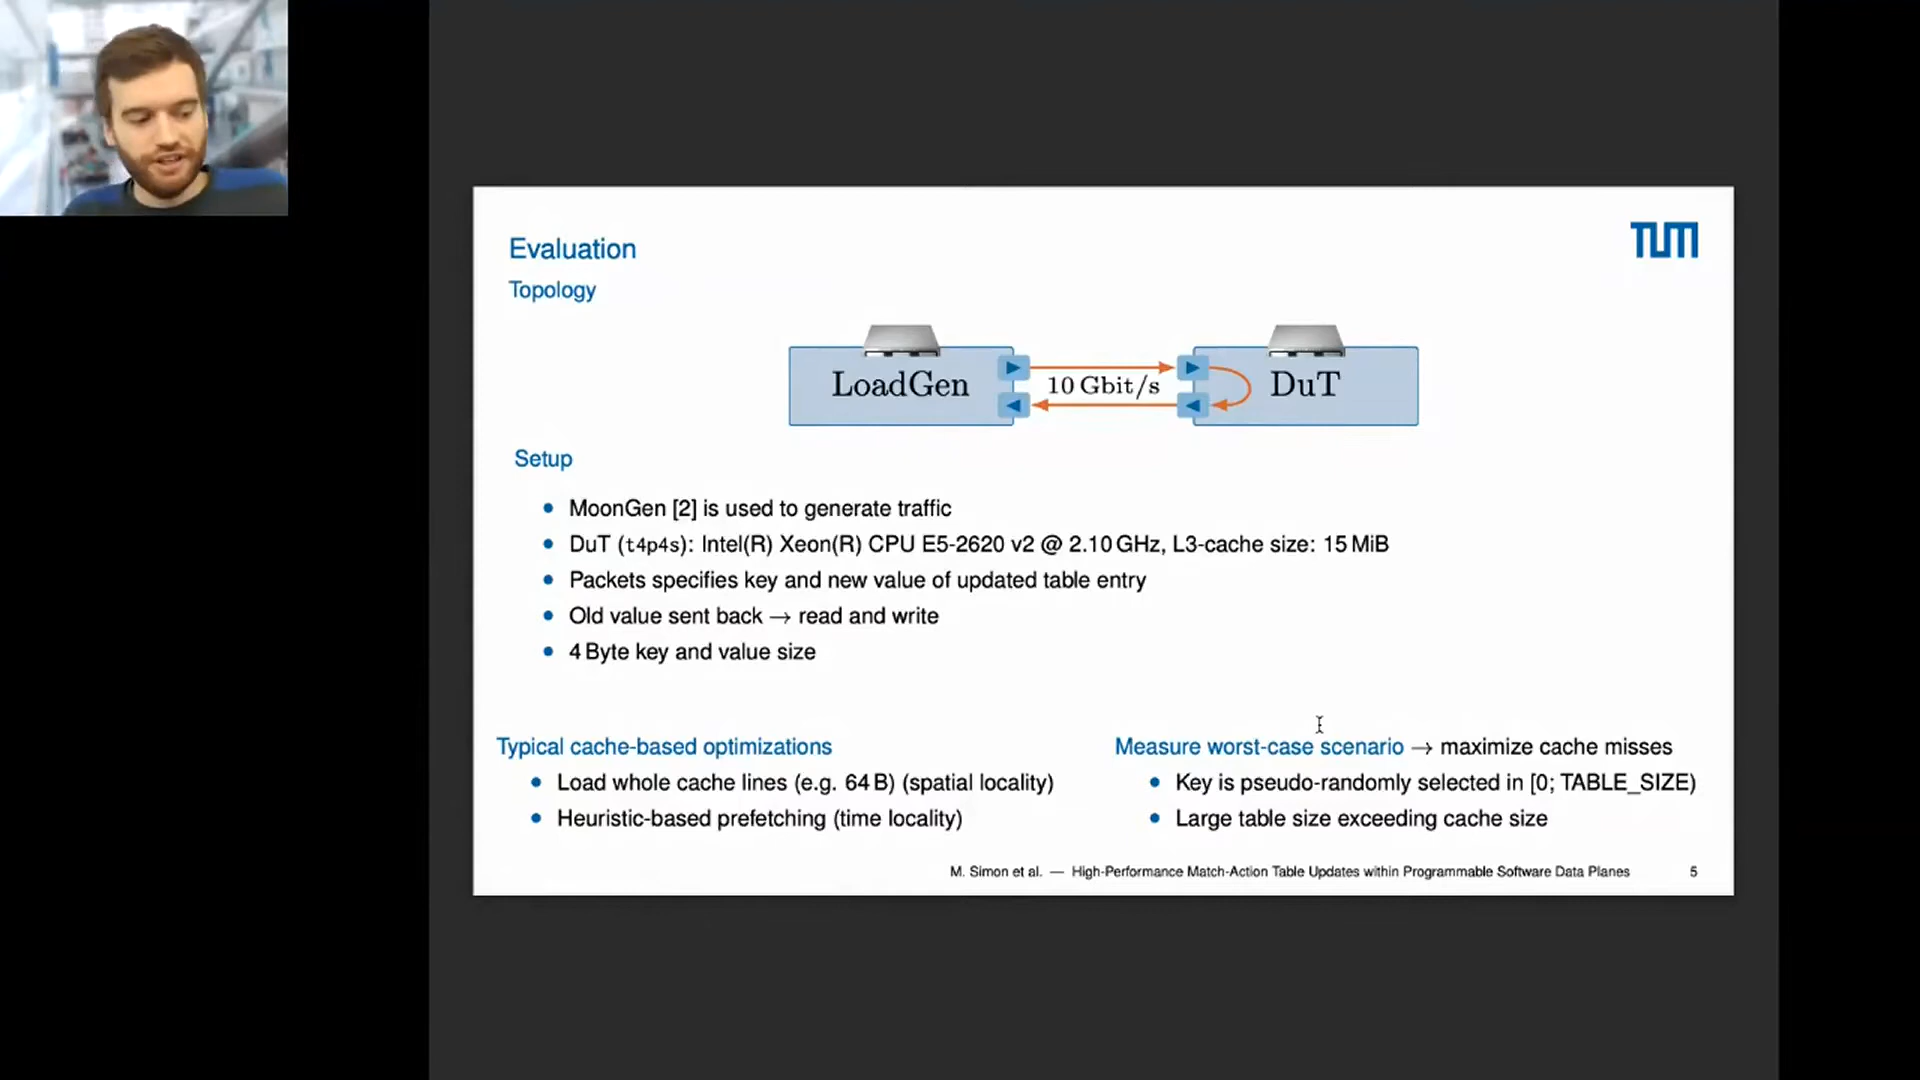 Evaluation
TUM
Topology
LoadGen
10 Gbit/s
DuT
Setup
MoonGen [2] is used to generate traffic
DuT (t4p4s): Intel(R) Xeon(R) CPU E5-2620 v2 @ 2.10 GHz, L3-cache size: 15 MiB
Packets specifies key and new value of updated table entry
Old value sent back → read and write
4 Byte key and value size
Typical cache-based optimizations
Load whole cache lines (e.g. 64 B) (spatial locality)
Heuristic-based prefetching (time locality)
Measure worst-case scenario → maximize cache misses
Key is pseudo-randomly selected in [0; TABLE_SIZE)
Large table size exceeding cache size
M. Simon et al. — High-Performance Match-Action Table Updates within Programmable Software Data Planes 5